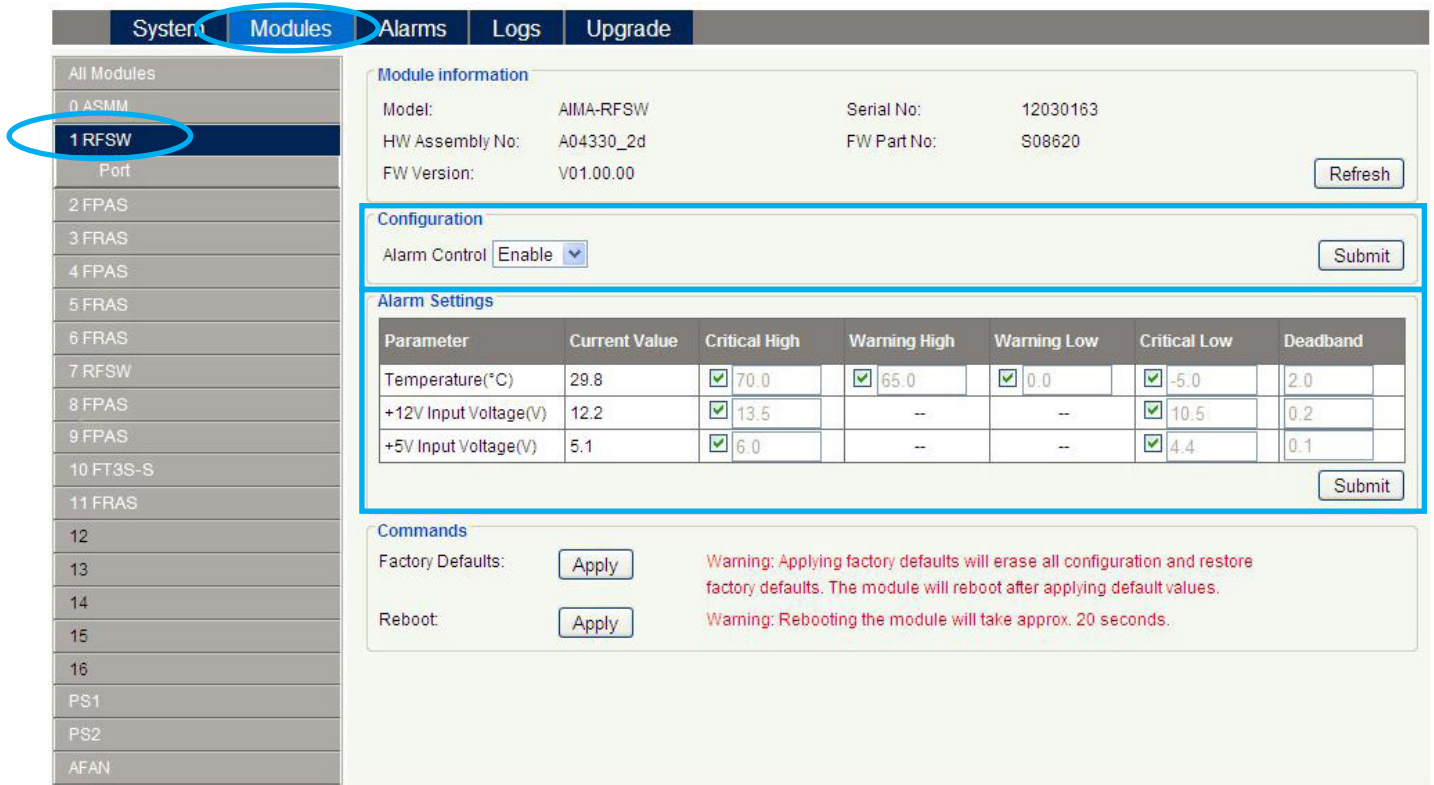 System Modules Alarms Logs Upgrade
All Modules
0 ASMM
1 RFSW
Port
2 FPAS
3 FRAS
4 FPAS
5 FRAS
6 FRAS
7 RFSW
8 FPAS
9 FPAS
10 FT3S-S
11 FRAS
12
13
14
15
16
PS1
PS2
AFAN
Module information
Model: AIMA-RFSW Serial No: 12030163
HW Assembly No: A04330_2d FW Part No: S08620
FW Version: V01.00.00
Refresh
Configuration
Alarm Control Enable
Submit
Alarm Settings
Parameter Current Value Critical High Warning High Warning Low Critical Low Deadband
Temperature(°C) 29.8 70.0 65.0 0.0 -5.0 2.0
+12V Input Voltage(V) 12.2 13.5 -- -- 10.5 0.2
+5V Input Voltage(V) 5.1 6.0 -- -- 4.4 0.1
Submit
Commands
Factory Defaults: Apply Warning: Applying factory defaults will erase all configuration and restore
factory defaults. The module will reboot after applying default values.
Reboot: Apply Warning: Rebooting the module will take approx. 20 seconds.